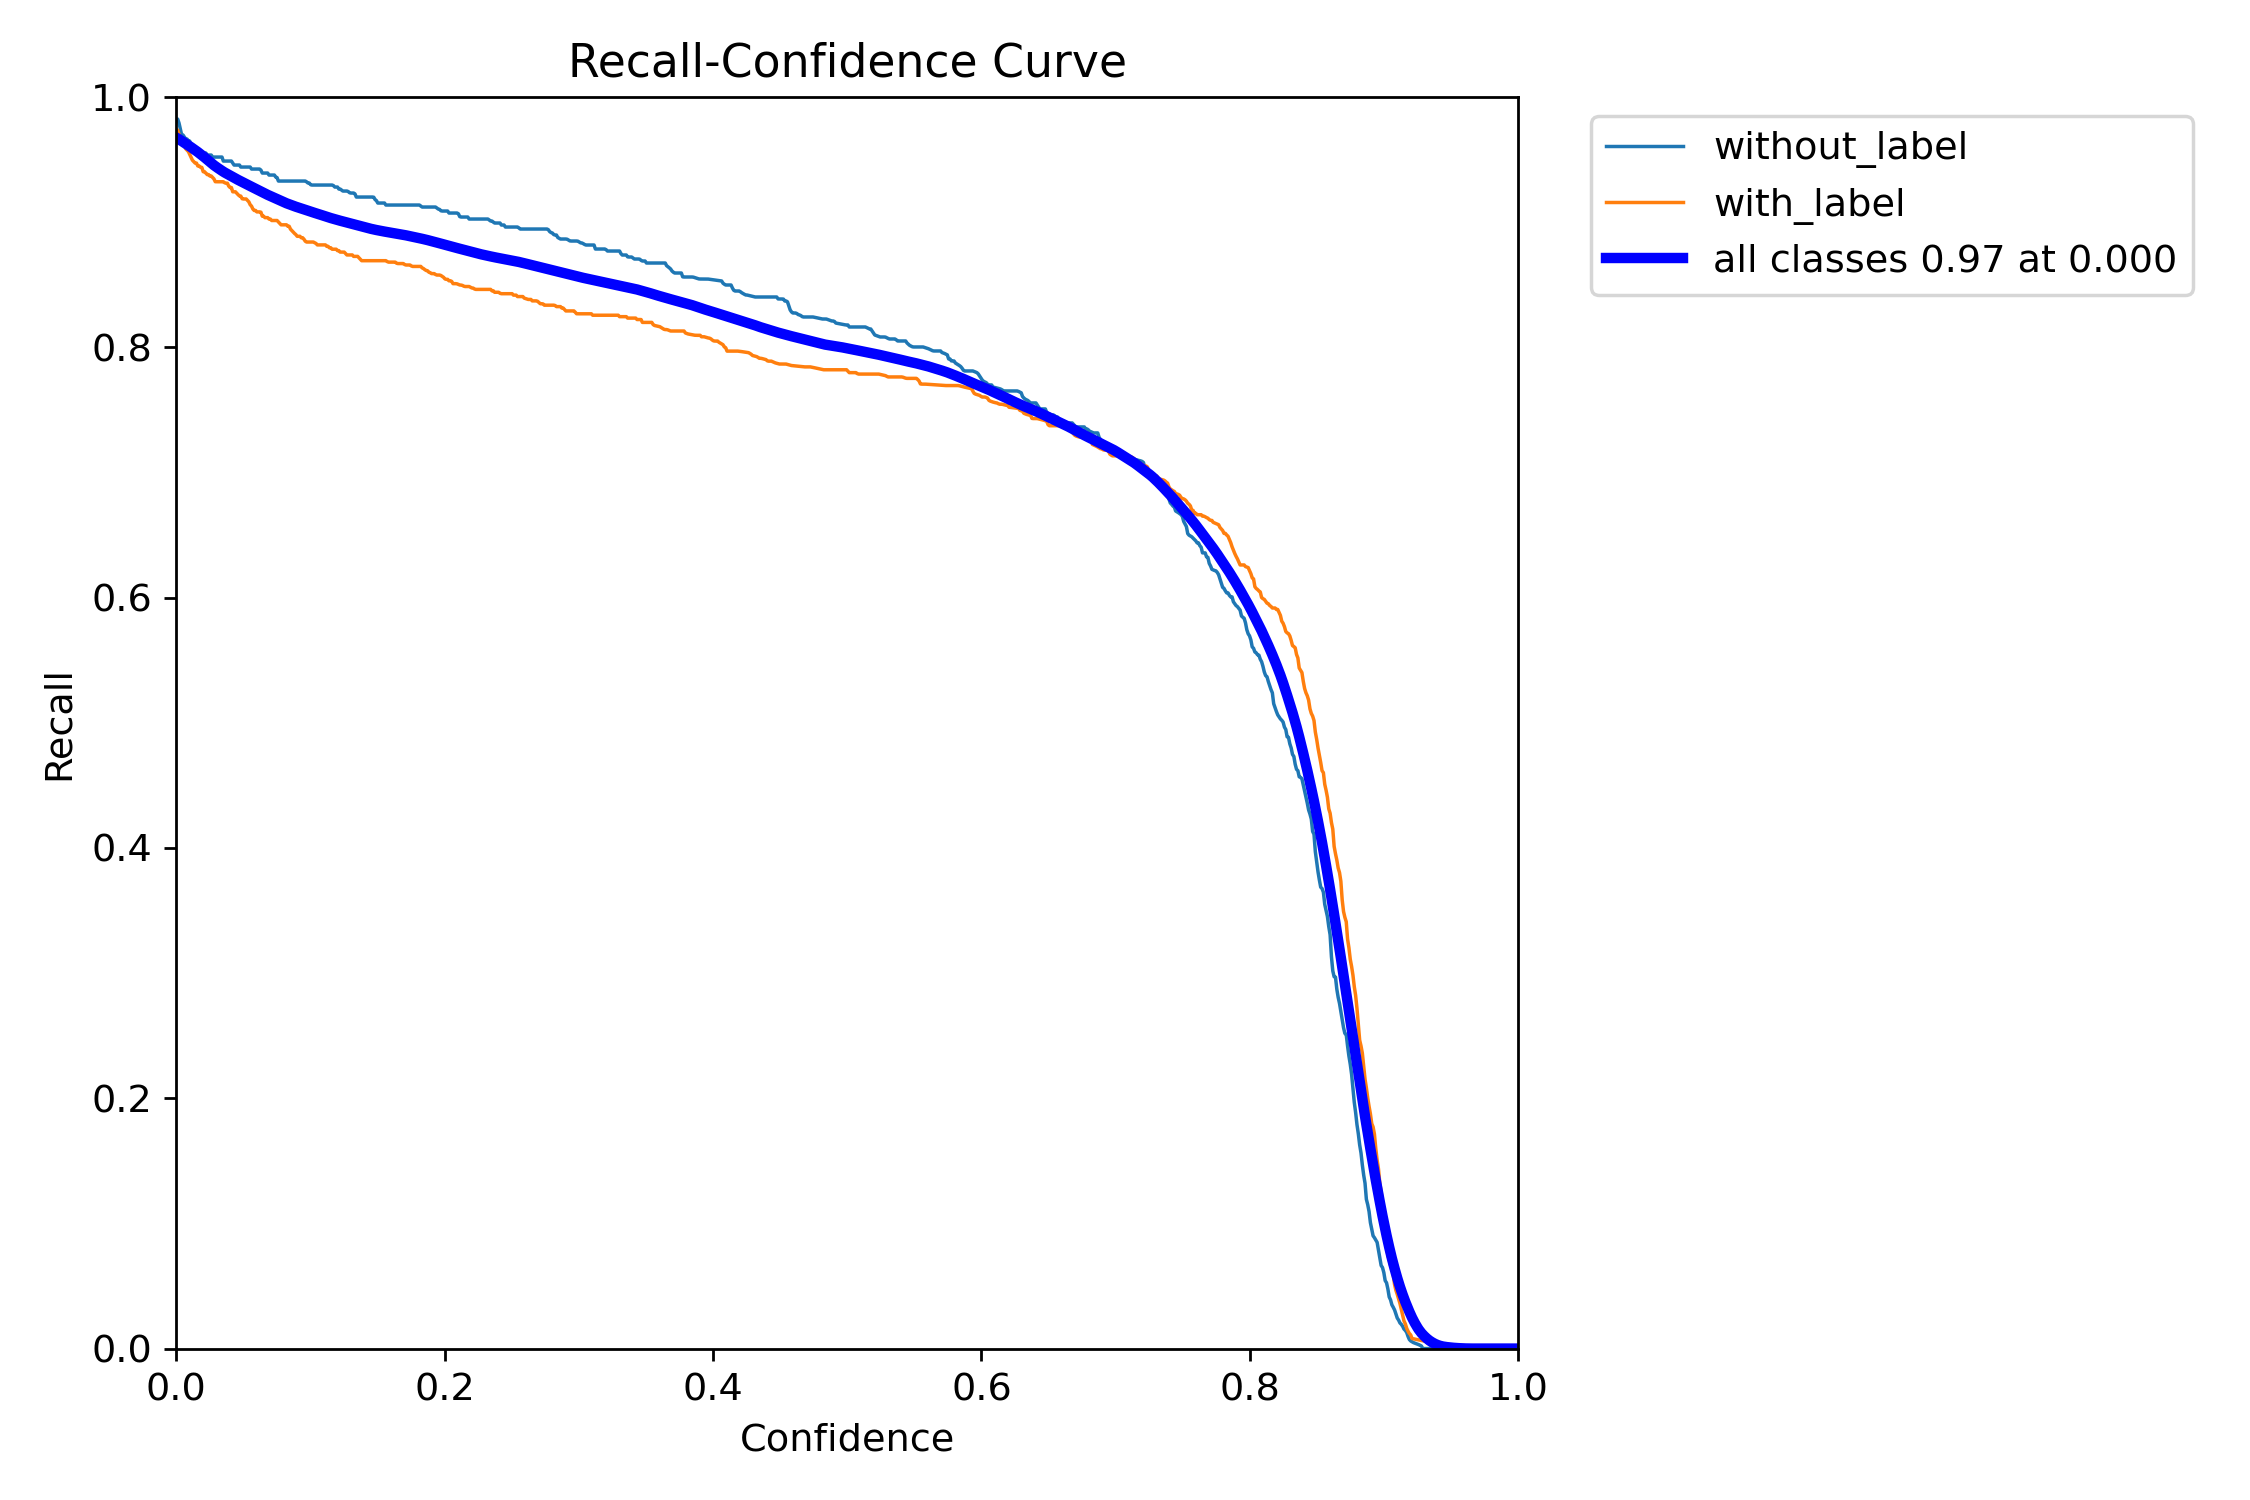 Recall-Confidence Curve
1.0
0.8
0.6
0.4
0.2
0.0
Recall
0.0 0.2 0.4 0.6 0.8 1.0
Confidence
without_label
with_label
all classes 0.97 at 0.000